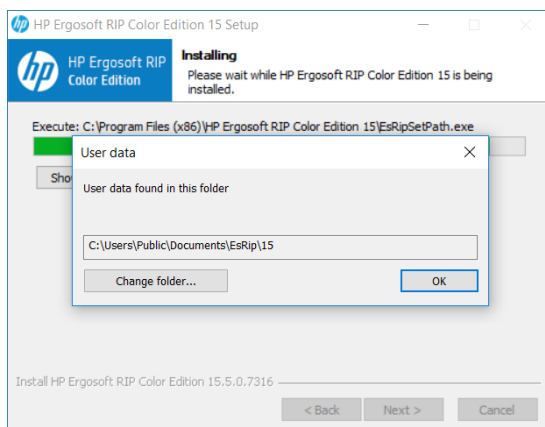 HP Ergosoft RIP Color Edition 15 Setup
hp
HP Ergosoft RIP
Color Edition
Installing
Please wait while HP Ergosoft RIP Color Edition 15 is being
installed.
Execute: C:\Program Files (x86)\HP Ergosoft RIP Color Edition 15\EsRipSetPath.exe
Sho
User data
User data found in this folder
C:\Users\Public\Documents\EsRip\15
Change folder...
OK
Install HP Ergosoft RIP Color Edition 15.5.0.7316
< Back
Next >
Cancel